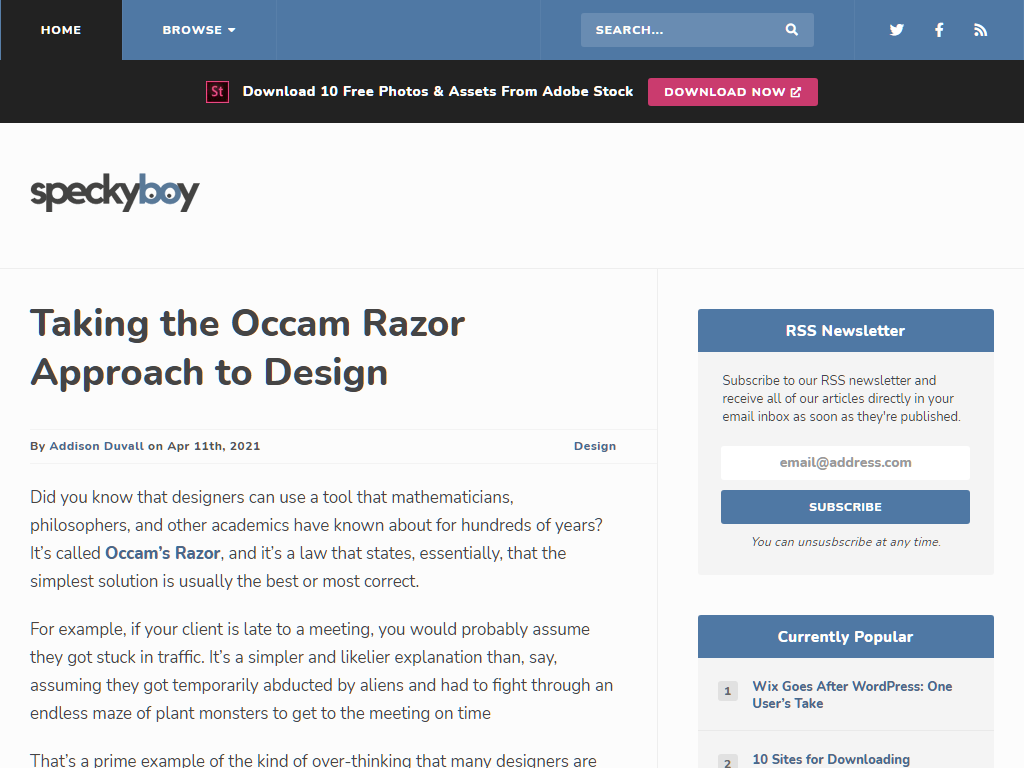 HOME
BROWSE
SEARCH...
St
Download 10 Free Photos & Assets From Adobe Stock
DOWNLOAD NOW
speckyboy
Taking the Occam Razor
Approach to Design
By Addison Duvall on Apr 11th, 2021
Design
Did you know that designers can use a tool that mathematicians,
philosophers, and other academics have known about for hundreds of years?
It’s called Occam’s Razor, and it’s a law that states, essentially, that the
simplest solution is usually the best or most correct.
For example, if your client is late to a meeting, you would probably assume
they got stuck in traffic. It’s a simpler and likelier explanation than, say,
assuming they got temporarily abducted by aliens and had to fight through an
endless maze of plant monsters to get to the meeting on time
That’s a prime example of the kind of over-thinking that many designers are
RSS Newsletter
Subscribe to our RSS newsletter and
receive all of our articles directly in your
email inbox as soon as they're published.
email@address.com
SUBSCRIBE
You can unsusbscribe at any time.
Currently Popular
1
Wix Goes After WordPress: One
User’s Take
2
10 Sites for Downloading